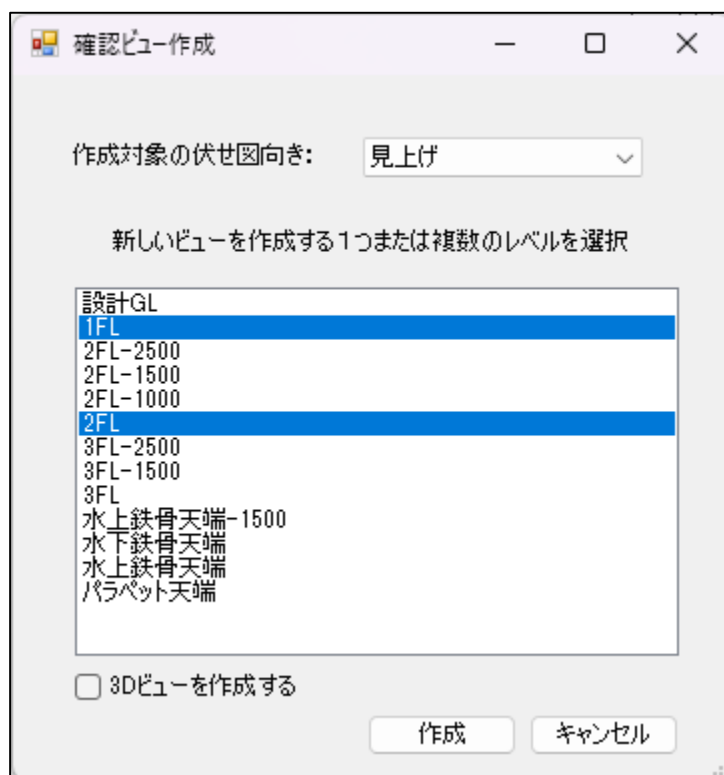 確認ビュー作成
作成対象の伏せ図向き: 見上げ
新しいビューを作成する1つまたは複数のレベルを選択
設計GL
1FL
2FL-2500
2FL-1500
2FL-1000
2FL
3FL-2500
3FL-1500
3FL
水上鉄骨天端-1500
水下鉄骨天端
水上鉄骨天端
パラペット天端
3Dビューを作成する
作成 キャンセル